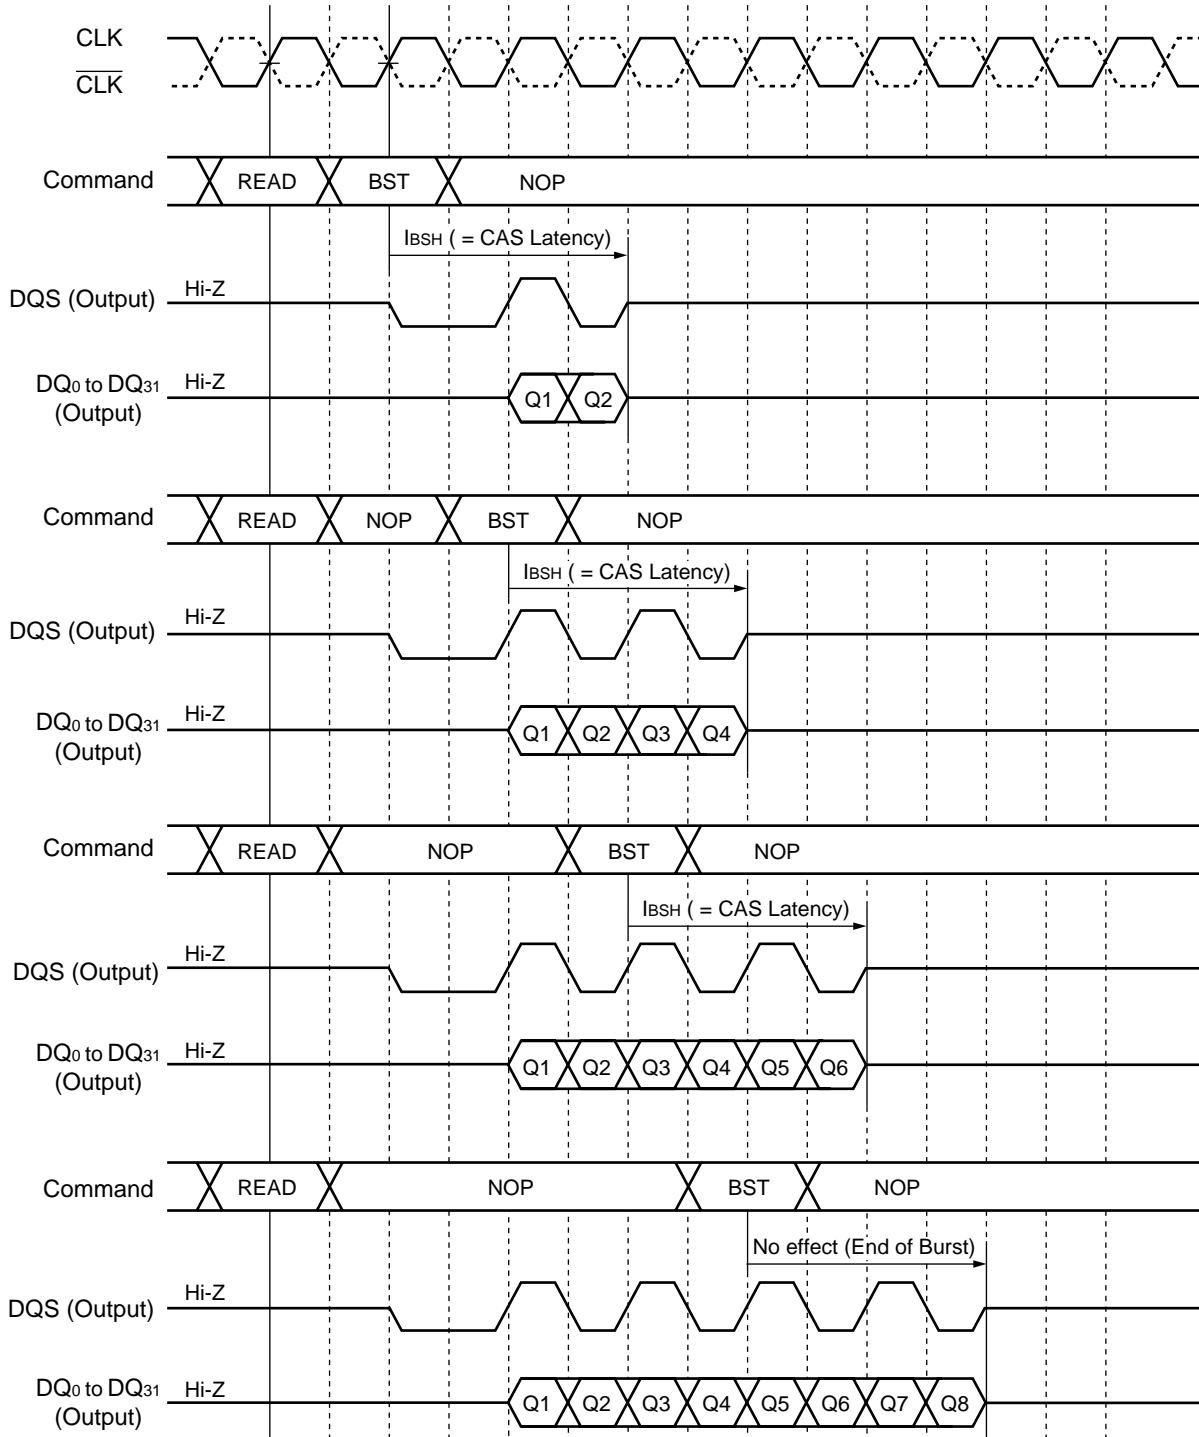 CLK
CLK
Command READ BST NOP
IBSH ( = CAS Latency)
DQS (Output) Hi-Z
DQ0 to DQ31 Hi-Z Q1 Q2
(Output)
Command READ NOP BST NOP
IBSH ( = CAS Latency)
DQS (Output) Hi-Z
DQ0 to DQ31 Hi-Z Q1 Q2 Q3 Q4
(Output)
Command READ NOP BST NOP
IBSH ( = CAS Latency)
DQS (Output) Hi-Z
DQ0 to DQ31 Hi-Z Q1 Q2 Q3 Q4 Q5 Q6
(Output)
Command READ NOP BST NOP
No effect (End of Burst)
DQS (Output) Hi-Z
DQ0 to DQ31 Hi-Z Q1 Q2 Q3 Q4 Q5 Q6 Q7 Q8
(Output)